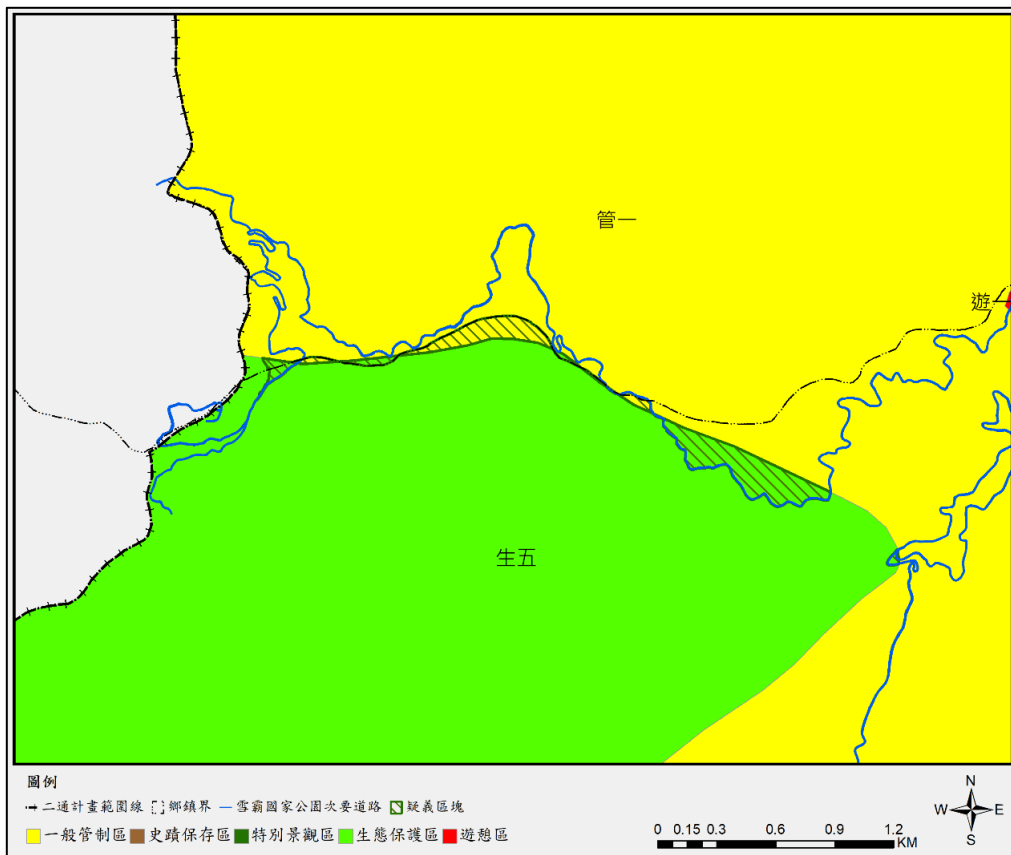 管一
遊一
生五
圖例
二通計畫範圍線 鄉鎮界 雪霸國家公園次要道路 疑義區塊
一般管制區 史蹟保存區 特別景觀區 生態保護區 遊憩區
N
W E
S
0 0.15 0.3 0.6 0.9 1.2
KM